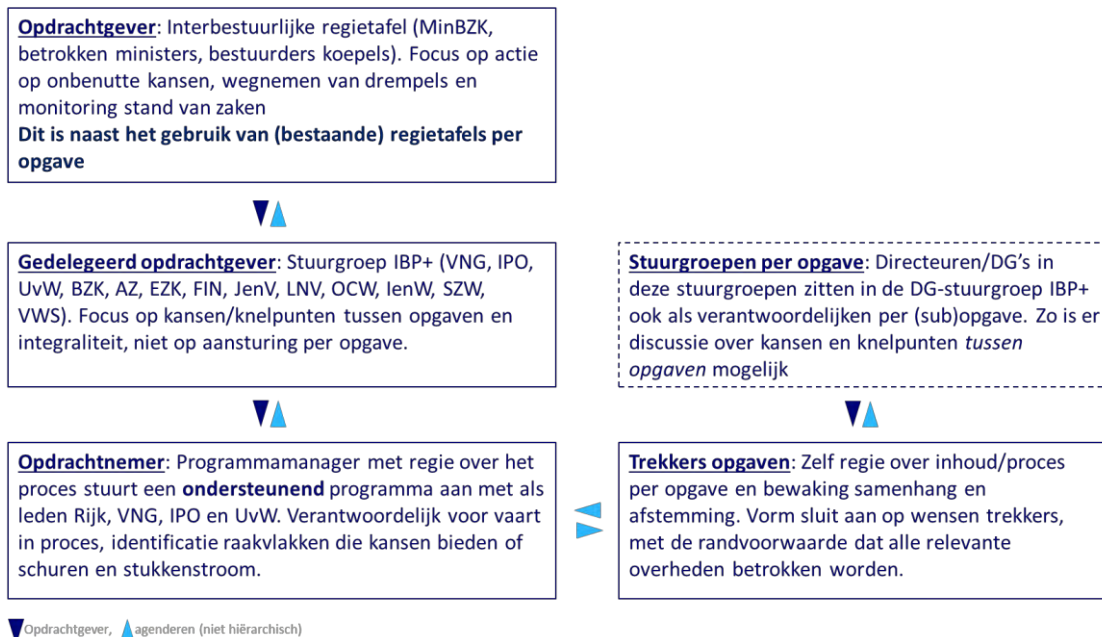 Opdrachtgever: Interbestuurlijke regietafel (MinBZK,
betrokken ministers, bestuurders koepels). Focus op actie
op onbenutte kansen, wegnemen van drempels en
monitoring stand van zaken
Dit is naast het gebruik van (bestaande) regietafels per
opgave
Gedelegeerd opdrachtgever: Stuurgroep IBP+ (VNG, IPO,
UvW, BZK, AZ, EZK, FIN, JenV, LNV, OCW, IenW, SZW,
VWS). Focus op kansen/knelpunten tussen opgaven en
integraliteit, niet op aansturing per opgave.
Stuurgroepen per opgave: Directeuren/DG's in
deze stuurgroepen zitten in de DG-stuurgroep IBP+
ook als verantwoordelijken per (sub)opgave. Zo is er
discussie over kansen en knelpunten tussen
opgaven mogelijk
Opdrachtnemer: Programmamanager met regie over het
proces stuurt een ondersteunend programma aan met als
leden Rijk, VNG, IPO en UvW. Verantwoordelijk voor vaart
in proces, identificatie raakvlakken die kansen bieden of
schuren en stukkenstroom.
Trekkers opgaven: Zelf regie over inhoud/proces
per opgave en bewaking samenhang en
afstemming. Vorm sluit aan op wensen trekkers,
met de randvoorwaarde dat alle relevante
overheden betrokken worden.
Opdrachtgever, agenderen (niet hiërarchisch)